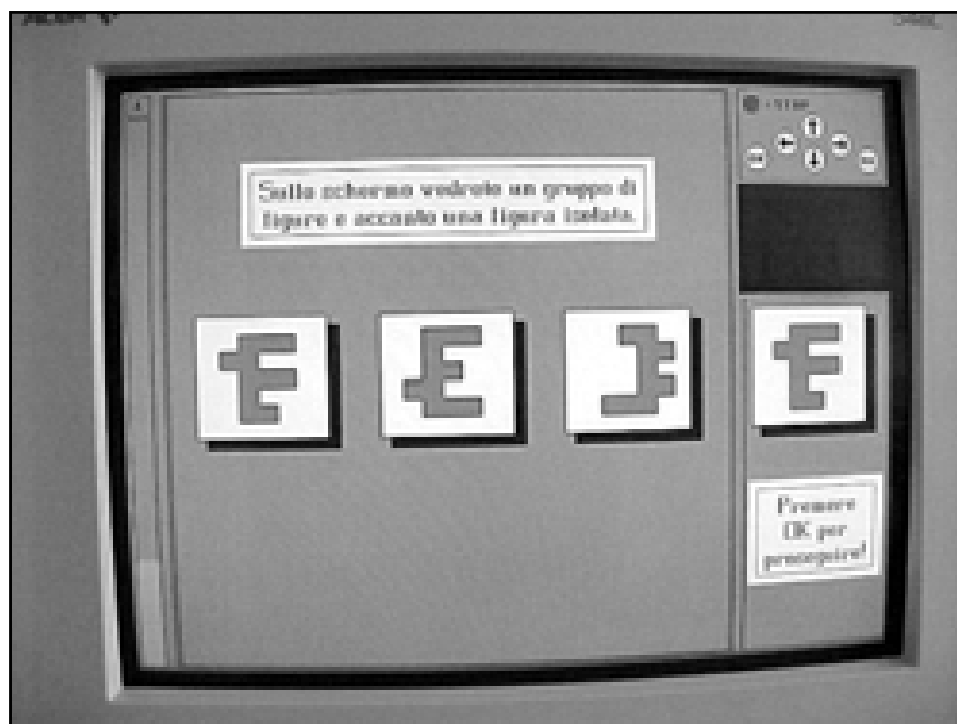 Sullo schermo vedrete un gruppo di
figure e accanto una figura isolata.
Premere
OK per
proseguire!